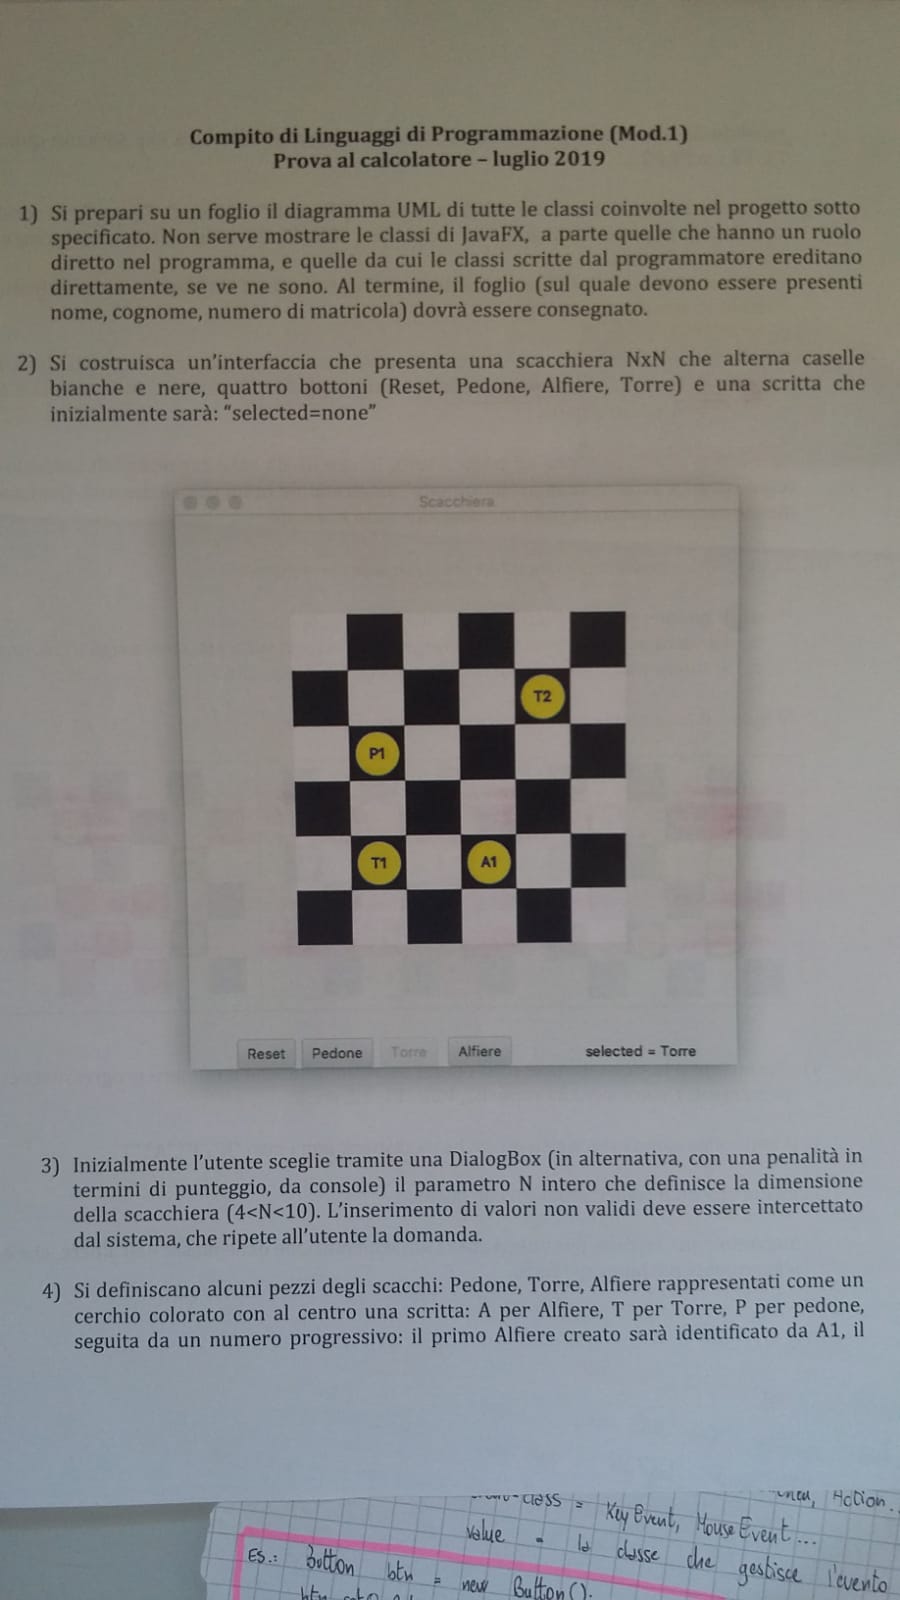 Compito di Linguaggi di Programmazione (Mod.1)
Prova al calcolatore – luglio 2019
1) Si prepari su un foglio il diagramma UML di tutte le classi coinvolte nel progetto sotto
specificato. Non serve mostrare le classi di JavaFX, a parte quelle che hanno un ruolo
diretto nel programma, e quelle da cui le classi scritte dal programmatore ereditano
direttamente, se ve ne sono. Al termine, il foglio (sul quale devono essere presenti
nome, cognome, numero di matricola) dovrà essere consegnato.
2) Si costruisca un'interfaccia che presenta una scacchiera NxN che alterna caselle
bianche e nere, quattro bottoni (Reset, Pedone, Alfiere, Torre) e una scritta che
inizialmente sarà: "selected=none"
Scacchiera
T2
P1
T1 A1
Reset Pedone Torre Alfiere selected = Torre
3) Inizialmente l'utente sceglie tramite una DialogBox (in alternativa, con una penalità in
termini di punteggio, da console) il parametro N intero che definisce la dimensione
della scacchiera (4<N<10). L'inserimento di valori non validi deve essere intercettato
dal sistema, che ripete all'utente la domanda.
4) Si definiscano alcuni pezzi degli scacchi: Pedone, Torre, Alfiere rappresentati come un
cerchio colorato con al centro una scritta: A per Alfiere, T per Torre, P per pedone,
seguita da un numero progressivo: il primo Alfiere creato sarà identificato da A1, il
class = KeyEvent, MouseEvent... Action
value = la classe che gestisce l'evento
ES.: Button btn = new Button().